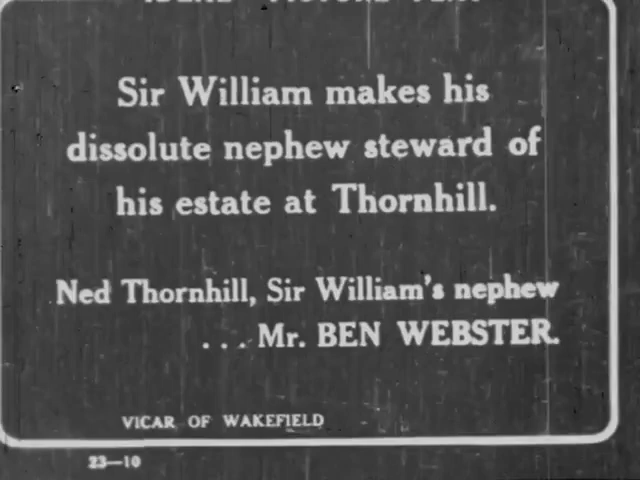 Sir William makes his
dissolute nephew steward of
his estate at Thornhill.
Ned Thornhill, Sir William's nephew
... Mr. BEN WEBSTER.
VICAR OF WAKEFIELD
23—10